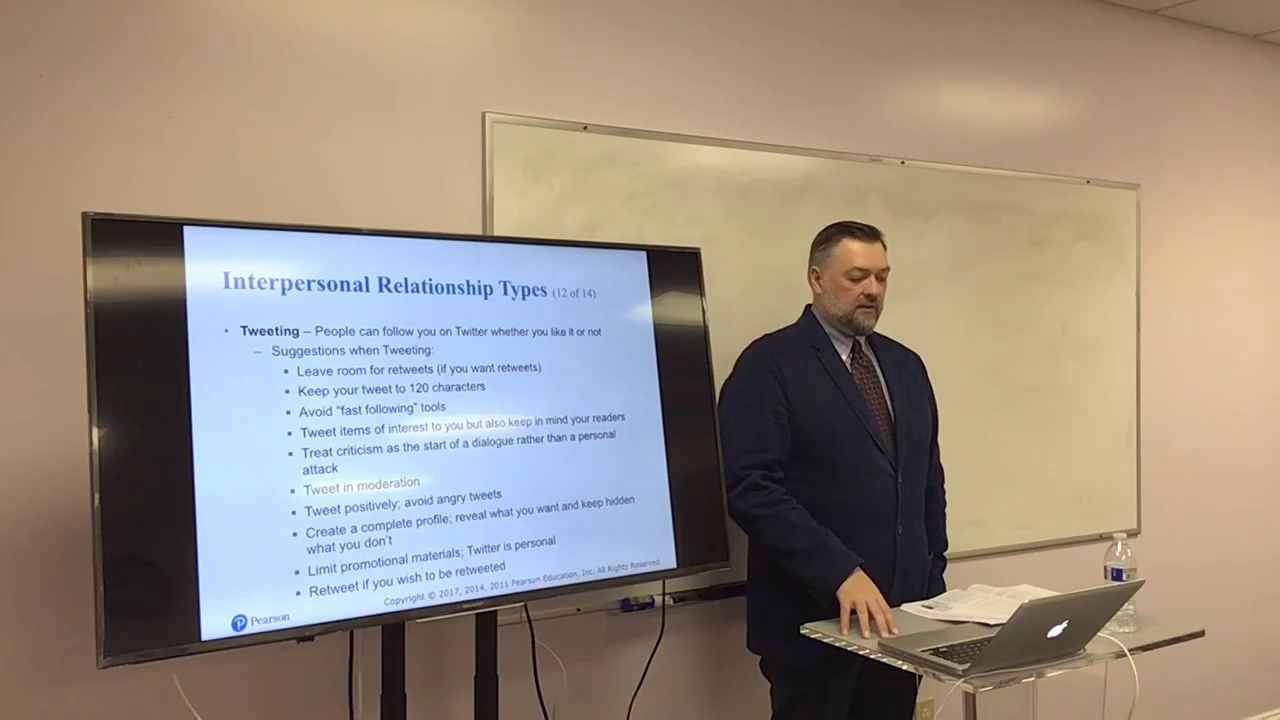 Interpersonal Relationship Types (12 of 14)
• Tweeting – People can follow you on Twitter whether you like it or not
– Suggestions when Tweeting:
▪ Leave room for retweets (if you want retweets)
▪ Keep your tweet to 120 characters
▪ Avoid "fast following" tools
▪ Tweet items of interest to you but also keep in mind your readers
▪ Treat criticism as the start of a dialogue rather than a personal
attack
▪ Tweet in moderation
▪ Tweet positively; avoid angry tweets
▪ Create a complete profile; reveal what you want and keep hidden
what you don't
▪ Limit promotional materials; Twitter is personal
▪ Retweet if you wish to be retweeted
Copyright © 2017, 2014, 2011 Pearson Education, Inc. All Rights Reserved
Pearson